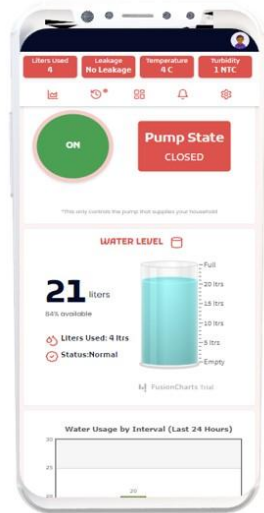 Liters Used
4
Leakage
No Leakage
Temperature
4 C
Turbidity
1 NTC
ON
Pump State
CLOSED
*This only controls the pump that supplies your household
WATER LEVEL
21 liters
84% available
Liters Used: 4 ltrs
Status:Normal
Full
20 ltrs
15 ltrs
10 ltrs
5 ltrs
Empty
FusionCharts Trial
Water Usage by Interval (Last 24 Hours)
30
25
20
20